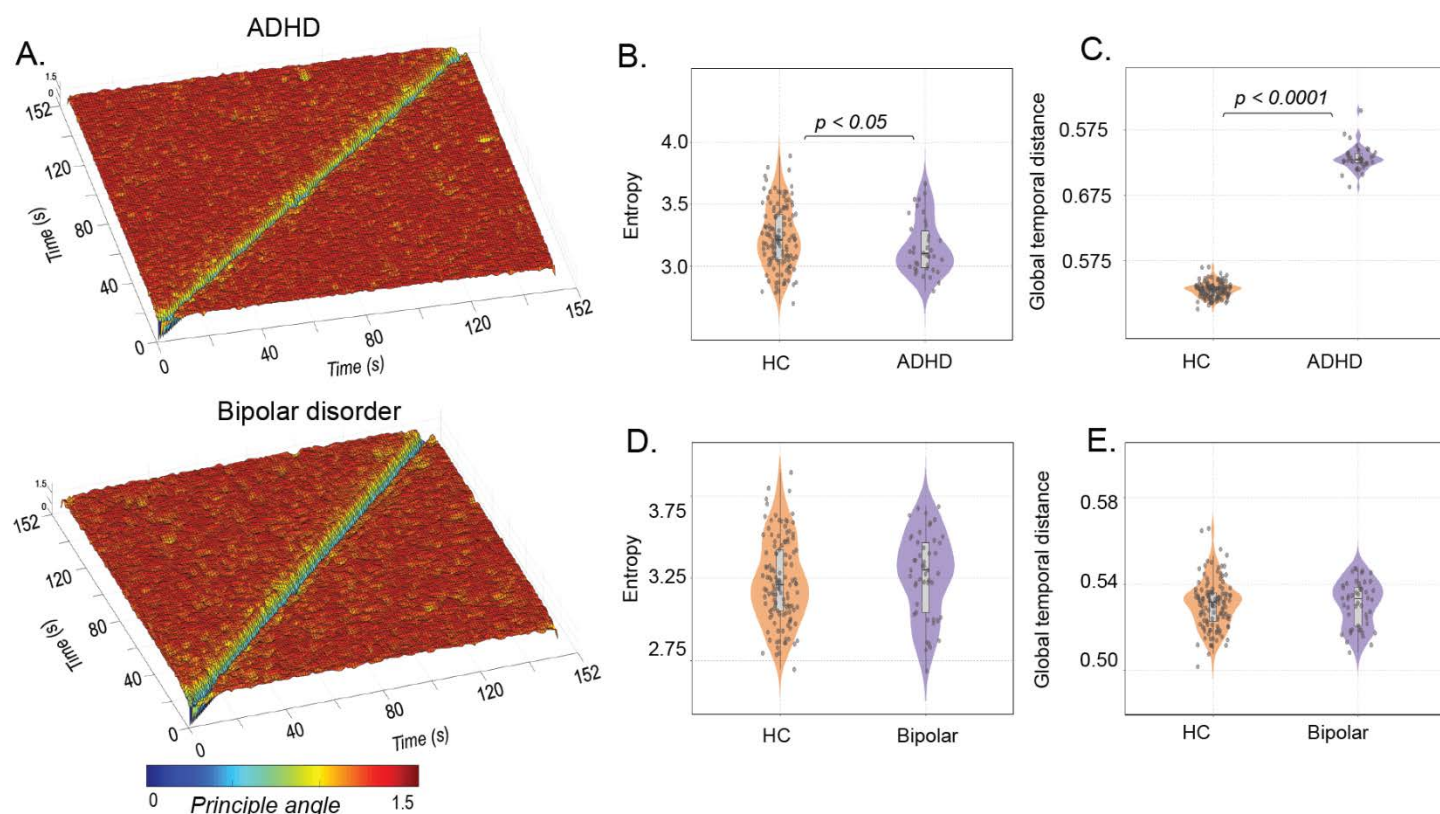 A.
ADHD
1.5
0
152
120
80
40
0
Time (s)
0
40
80
120
152
Time (s)
Bipolar disorder
1.5
0
152
120
80
40
0
Time (s)
0
40
80
120
152
Time (s)
0
Principle angle
1.5
B.
p < 0.05
4.0
3.5
3.0
Entropy
HC
ADHD
C.
p < 0.0001
0.575
0.675
0.575
Global temporal distance
HC
ADHD
D.
3.75
3.25
2.75
Entropy
HC
Bipolar
E.
0.58
0.54
0.50
Global temporal distance
HC
Bipolar